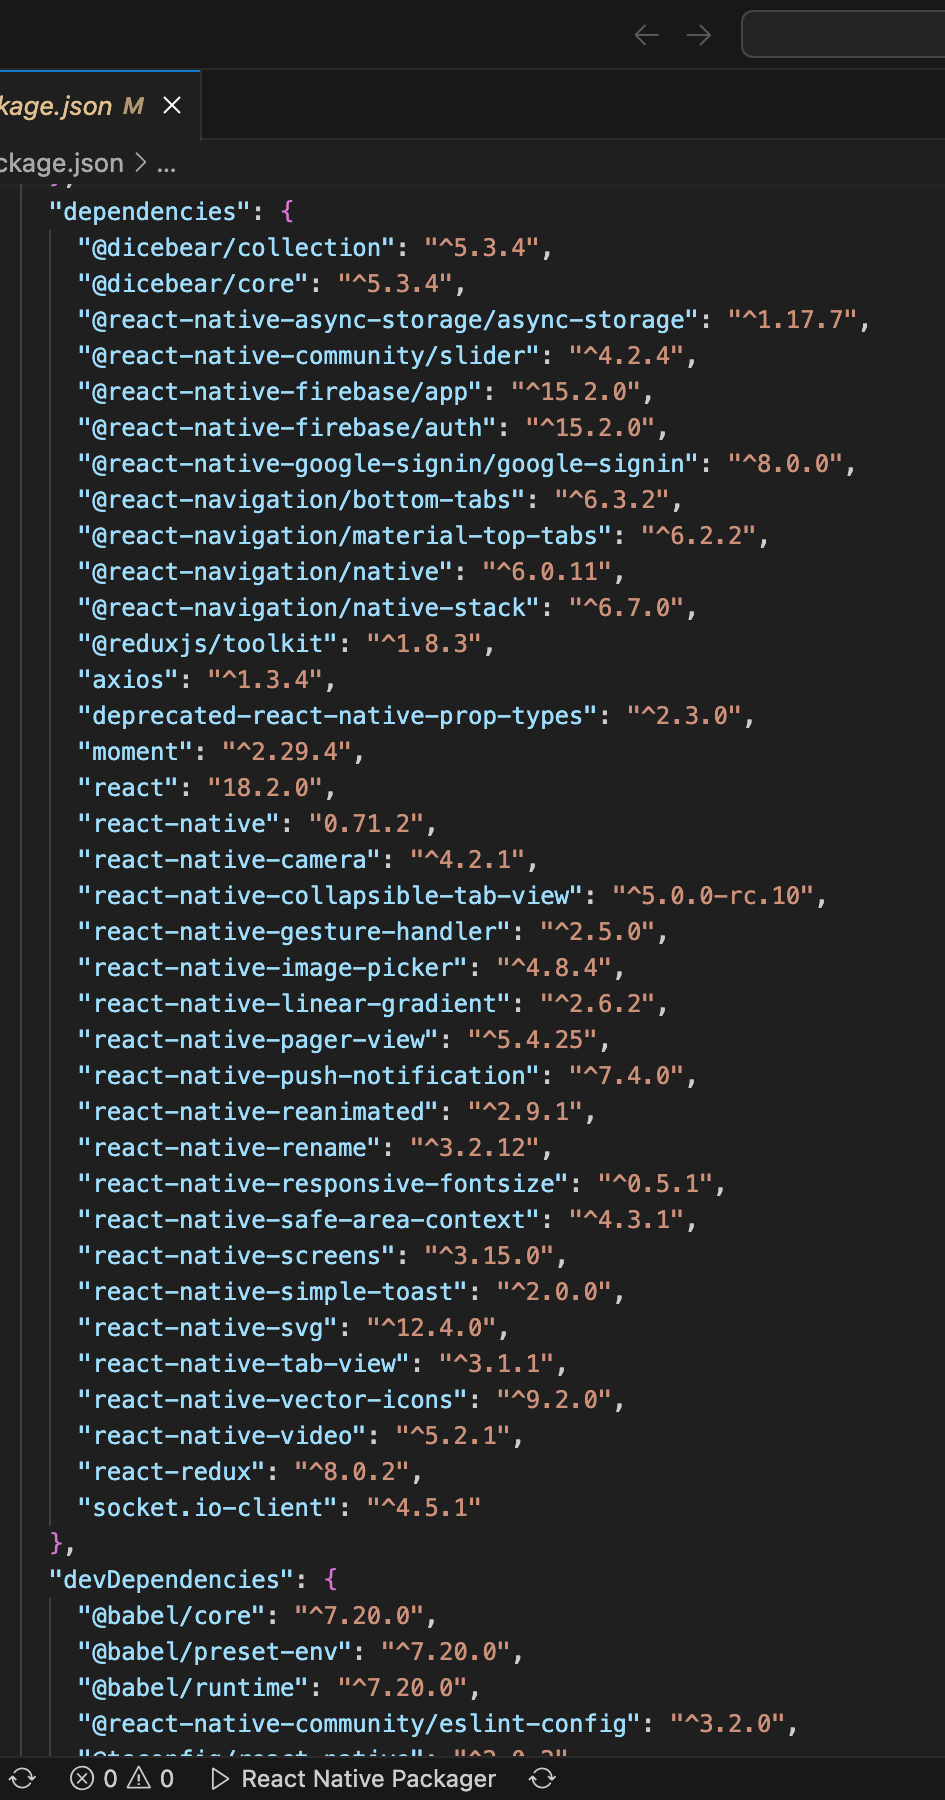 kage.json M
ckage.json > ...
"dependencies": {
"@dicebear/collection": "^5.3.4",
"@dicebear/core": "^5.3.4",
"@react-native-async-storage/async-storage": "^1.17.7",
"@react-native-community/slider": "^4.2.4",
"@react-native-firebase/app": "^15.2.0",
"@react-native-firebase/auth": "^15.2.0",
"@react-native-google-signin/google-signin": "^8.0.0",
"@react-navigation/bottom-tabs": "^6.3.2",
"@react-navigation/material-top-tabs": "^6.2.2",
"@react-navigation/native": "^6.0.11",
"@react-navigation/native-stack": "^6.7.0",
"@reduxjs/toolkit": "^1.8.3",
"axios": "^1.3.4",
"deprecated-react-native-prop-types": "^2.3.0",
"moment": "^2.29.4",
"react": "18.2.0",
"react-native": "0.71.2",
"react-native-camera": "^4.2.1",
"react-native-collapsible-tab-view": "^5.0.0-rc.10",
"react-native-gesture-handler": "^2.5.0",
"react-native-image-picker": "^4.8.4",
"react-native-linear-gradient": "^2.6.2",
"react-native-pager-view": "^5.4.25",
"react-native-push-notification": "^7.4.0",
"react-native-reanimated": "^2.9.1",
"react-native-rename": "^3.2.12",
"react-native-responsive-fontsize": "^0.5.1",
"react-native-safe-area-context": "^4.3.1",
"react-native-screens": "^3.15.0",
"react-native-simple-toast": "^2.0.0",
"react-native-svg": "^12.4.0",
"react-native-tab-view": "^3.1.1",
"react-native-vector-icons": "^9.2.0",
"react-native-video": "^5.2.1",
"react-redux": "^8.0.2",
"socket.io-client": "^4.5.1"
},
"devDependencies": {
"@babel/core": "^7.20.0",
"@babel/preset-env": "^7.20.0",
"@babel/runtime": "^7.20.0",
"@react-native-community/eslint-config": "^3.2.0",
0 0 React Native Packager